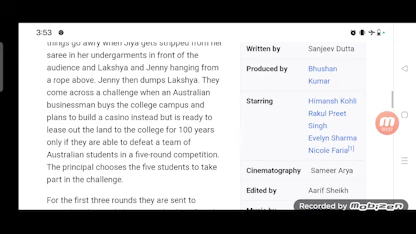 3:53
things go awry when Jiya gets stripped from her
saree in her undergarments in front of the
audience and Lakshya and Jenny hanging from
a rope above. Jenny then dumps Lakshya. They
come across a challenge when an Australian
businessman buys the college campus and
plans to build a casino instead but is ready to
lease out the land to the college for 100 years
only if they are able to defeat a team of
Australian students in a five-round competition.
The principal chooses the five students to take
part in the challenge.
For the first three rounds they are sent to
Written by Sanjeev Dutta
Produced by Bhushan
Kumar
Starring Himansh Kohli
Rakul Preet
Singh
Evelyn Sharma
Nicole Faria[1]
Cinematography Sameer Arya
Edited by Aarif Sheikh
Recorded by Mobizen